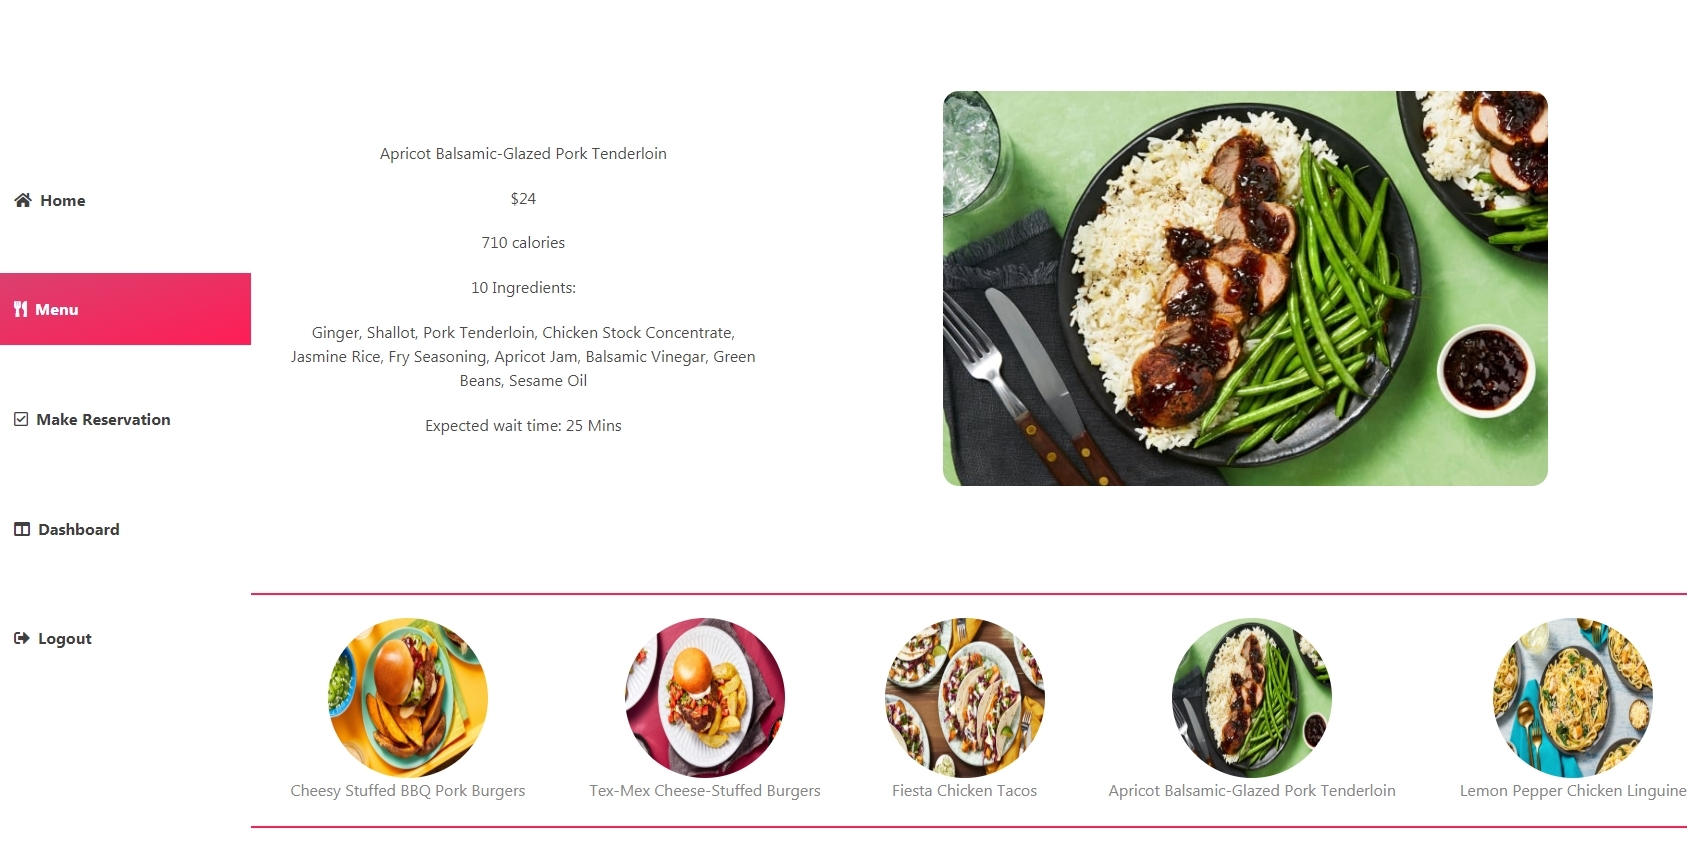 Home
Menu
Make Reservation
Dashboard
Logout
Apricot Balsamic-Glazed Pork Tenderloin
$24
710 calories
10 Ingredients:
Ginger, Shallot, Pork Tenderloin, Chicken Stock Concentrate,
Jasmine Rice, Fry Seasoning, Apricot Jam, Balsamic Vinegar, Green
Beans, Sesame Oil
Expected wait time: 25 Mins
Cheesy Stuffed BBQ Pork Burgers
Tex-Mex Cheese-Stuffed Burgers
Fiesta Chicken Tacos
Apricot Balsamic-Glazed Pork Tenderloin
Lemon Pepper Chicken Linguine